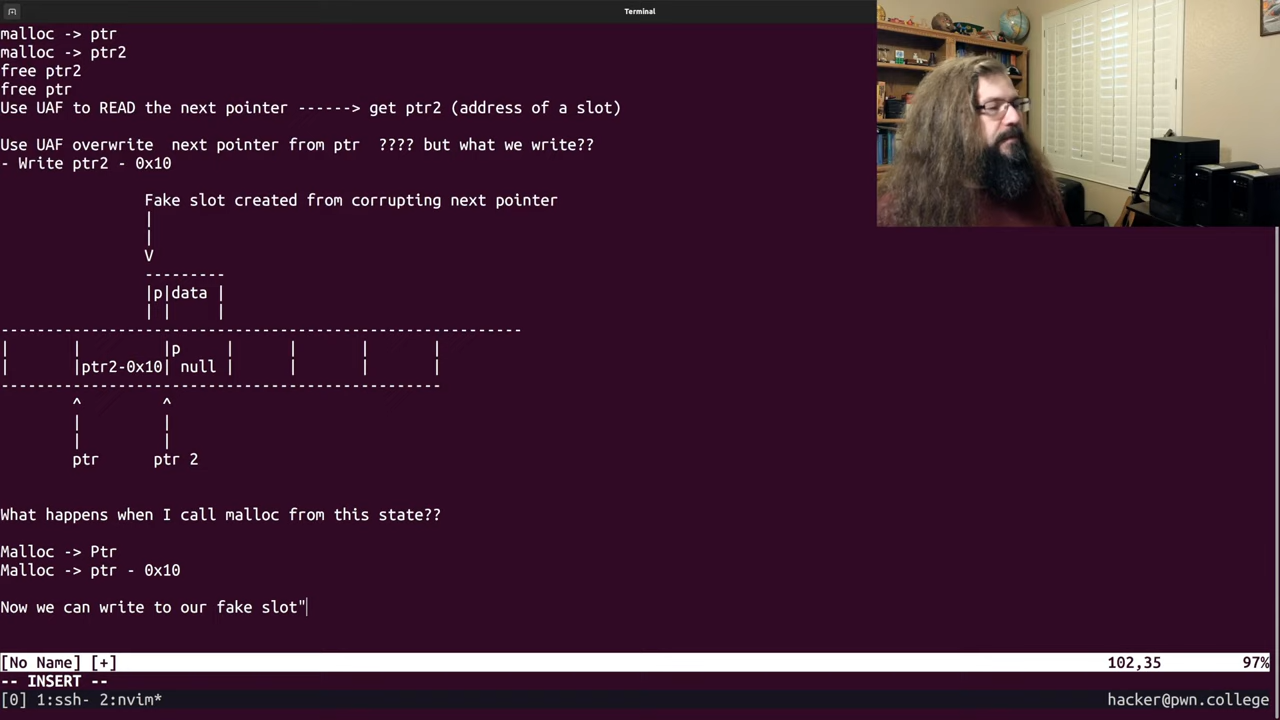 Terminal
malloc -> ptr
malloc -> ptr2
free ptr2
free ptr
Use UAF to READ the next pointer ------> get ptr2 (address of a slot)
Use UAF overwrite  next pointer from ptr  ???? but what we write??
- Write ptr2 - 0x10
Fake slot created from corrupting next pointer
|
|
V
---------
|p|data |
| |     |
----------------------------------------------------------
|       |         |p     |      |       |       |
|       |ptr2-0x10| null |      |       |       |
-------------------------------------------------
^         ^
|         |
|         |
ptr      ptr 2
What happens when I call malloc from this state??
Malloc -> Ptr
Malloc -> ptr - 0x10
Now we can write to our fake slot"
[No Name] [+] 102,35 97%
-- INSERT --
[0] 1:ssh- 2:nvim* hacker@pwn.college